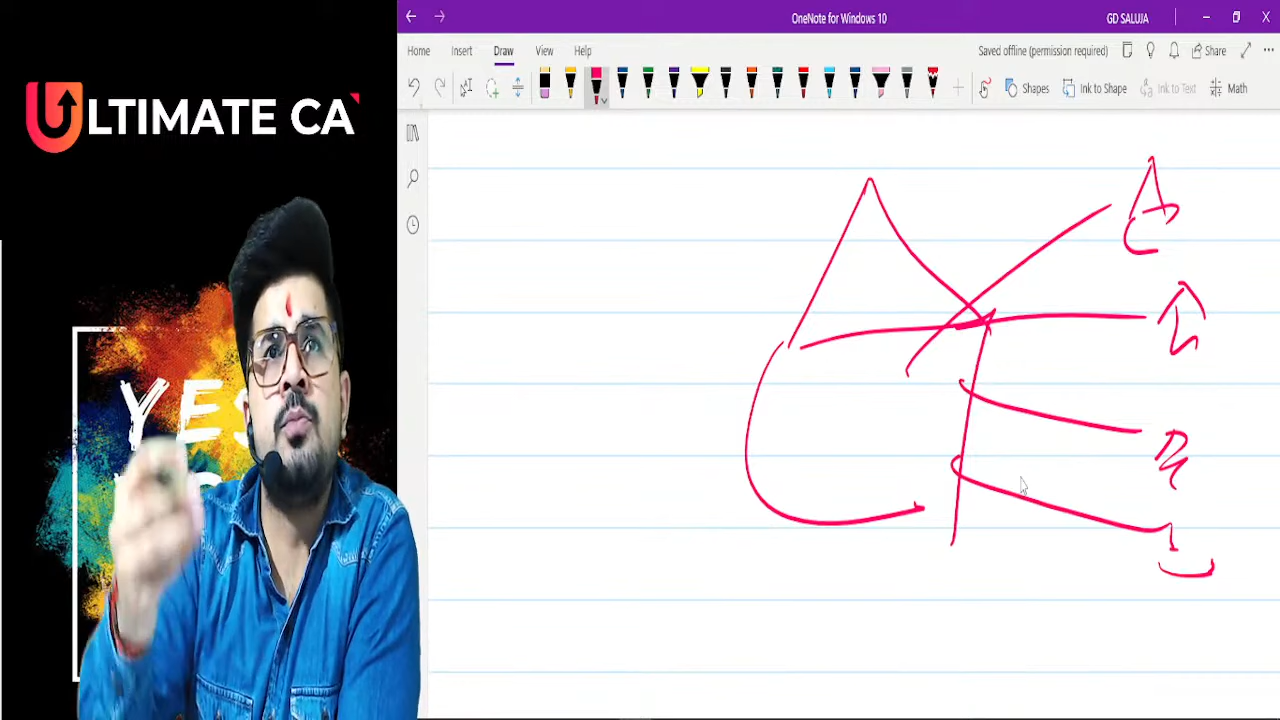 OneNote for Windows 10
GD SALUJA
Home Insert Draw View Help
Saved offline (permission required)
Share
Shapes
Ink to Shape
Ink to Text
Math
ULTIMATE CA
YES